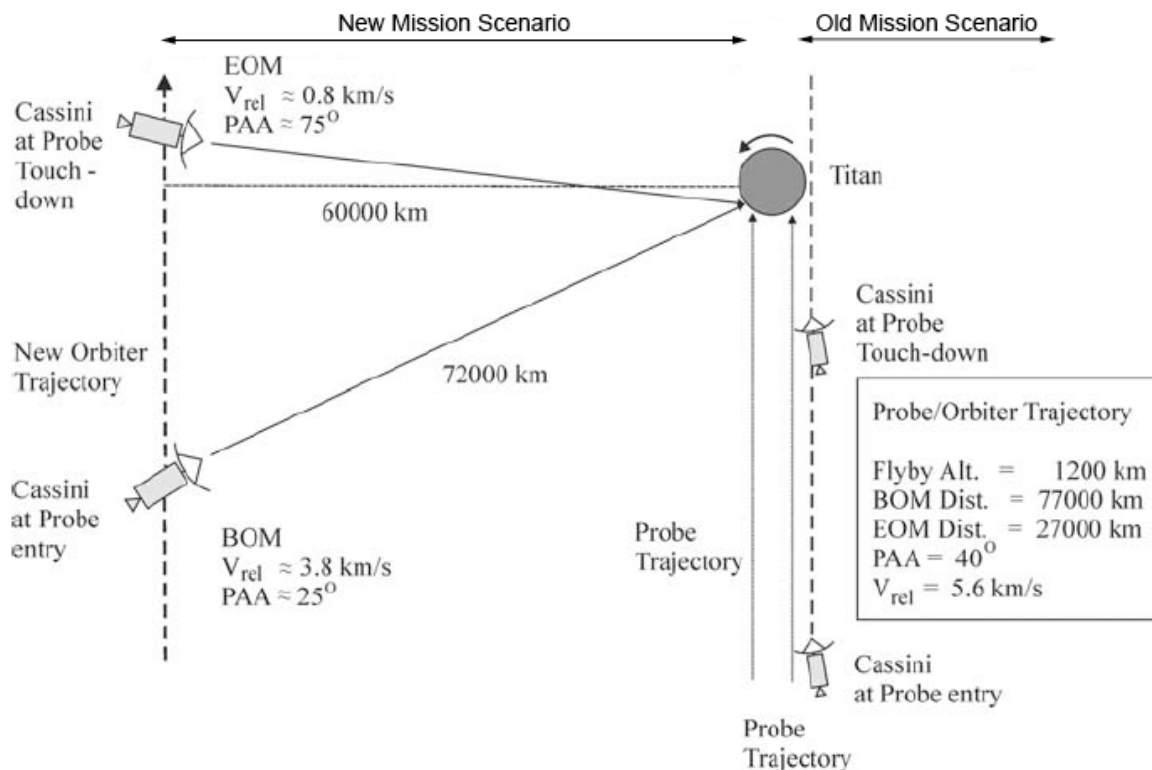 New Mission Scenario
Old Mission Scenario
EOM
V_rel ≈ 0.8 km/s
PAA ≈ 75°
Cassini
at Probe
Touch -
down
60000 km
Titan
72000 km
New Orbiter
Trajectory
Cassini
at Probe
entry
BOM
V_rel ≈ 3.8 km/s
PAA ≈ 25°
Probe
Trajectory
Cassini
at Probe
Touch-down
Probe/Orbiter Trajectory
Flyby Alt. = 1200 km
BOM Dist. = 77000 km
EOM Dist. = 27000 km
PAA = 40°
V_rel = 5.6 km/s
Cassini
at Probe entry
Probe
Trajectory